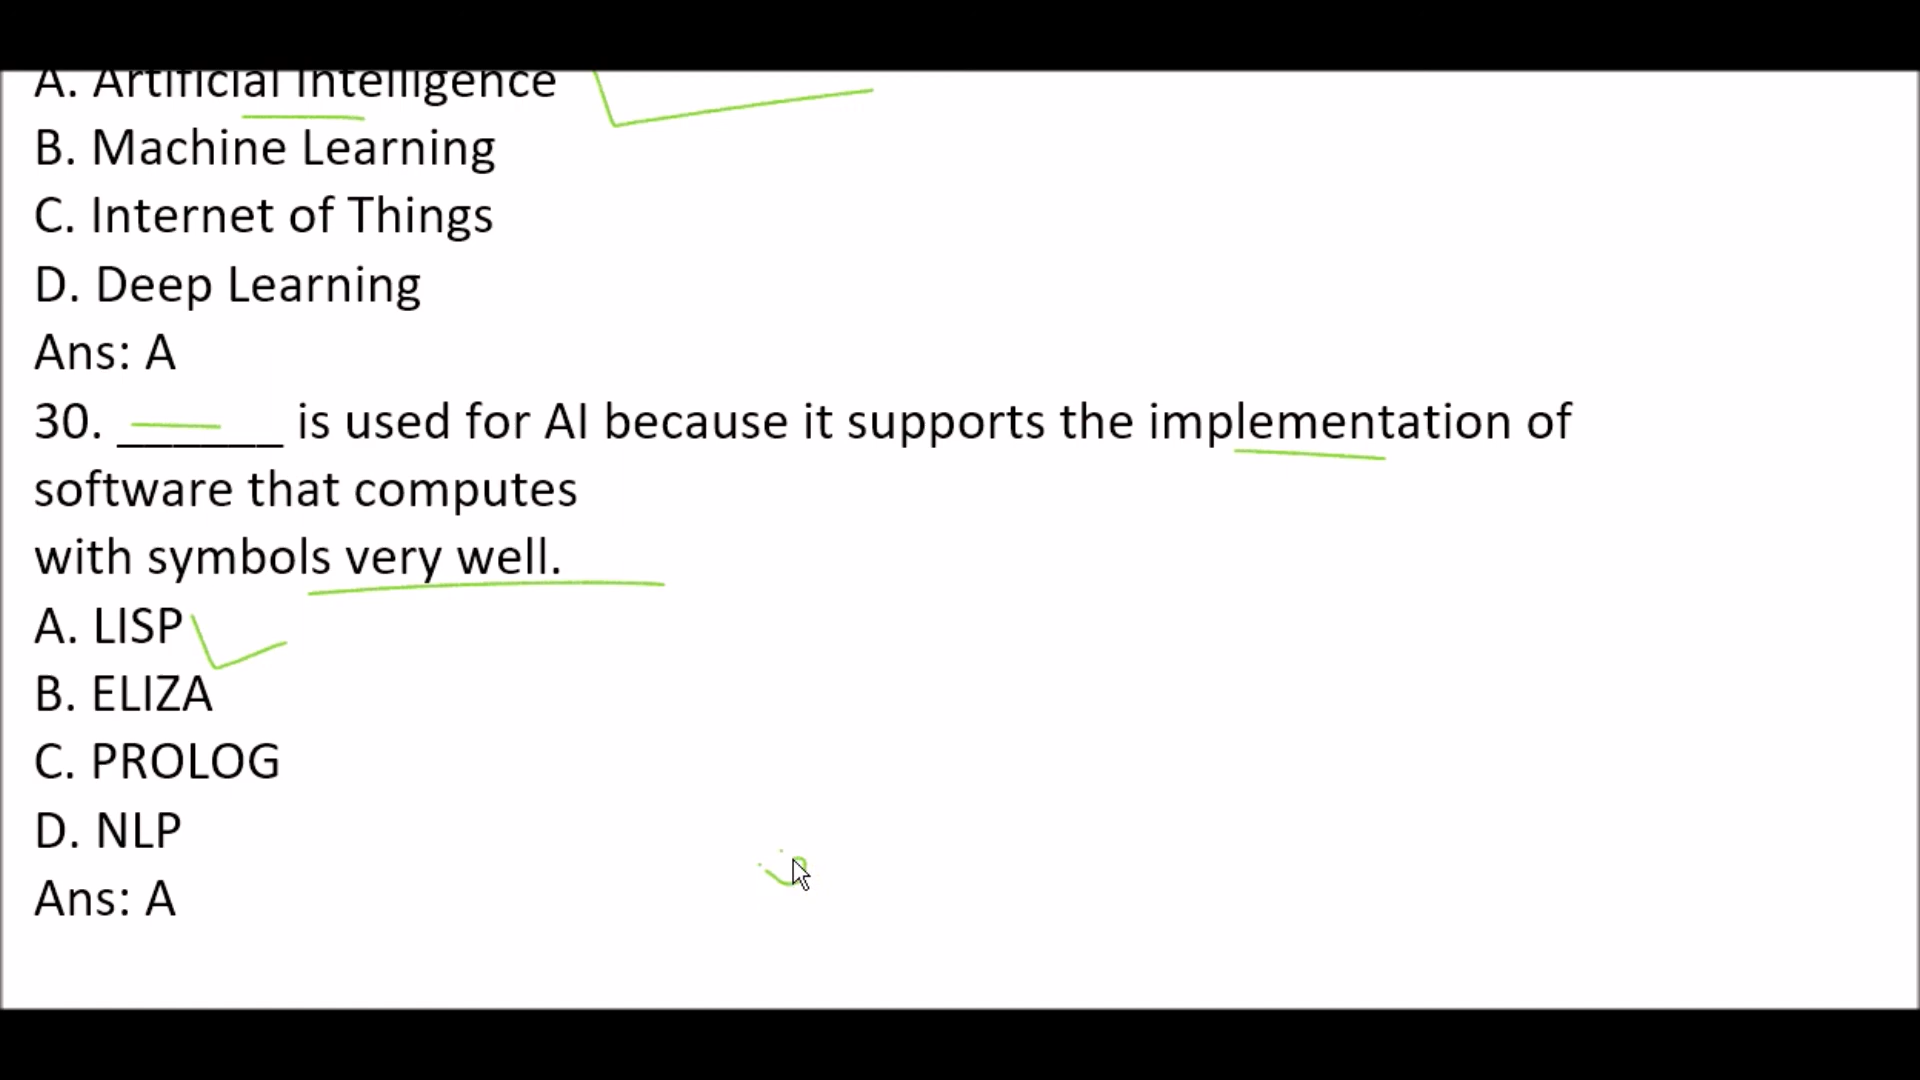 A. Artificial Intelligence
B. Machine Learning
C. Internet of Things
D. Deep Learning
Ans: A
30. ______ is used for AI because it supports the implementation of
software that computes
with symbols very well.
A. LISP
B. ELIZA
C. PROLOG
D. NLP
Ans: A